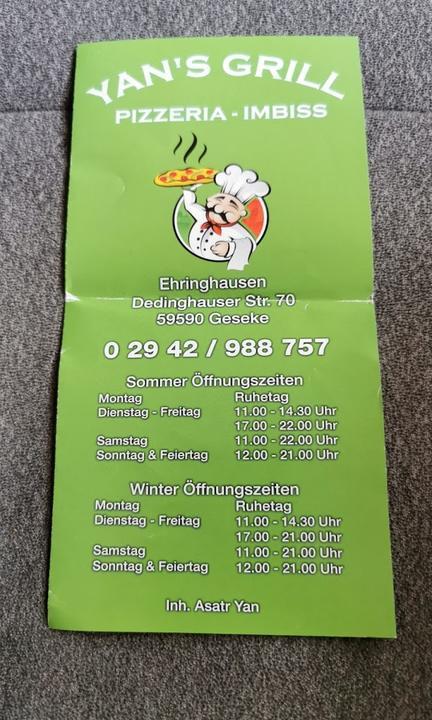 YAN'S GRILL
PIZZERIA - IMBISS
Ehringhausen
Dedinghauser Str. 70
59590 Geseke
0 29 42 / 988 757
Sommer Öffnungszeiten
Montag Ruhetag
Dienstag - Freitag 11.00 - 14.30 Uhr
17.00 - 22.00 Uhr
Samstag 11.00 - 22.00 Uhr
Sonntag & Feiertag 12.00 - 21.00 Uhr
Winter Öffnungszeiten
Montag Ruhetag
Dienstag - Freitag 11.00 - 14.30 Uhr
17.00 - 21.00 Uhr
Samstag 11.00 - 21.00 Uhr
Sonntag & Feiertag 12.00 - 21.00 Uhr
Inh. Asatr Yan